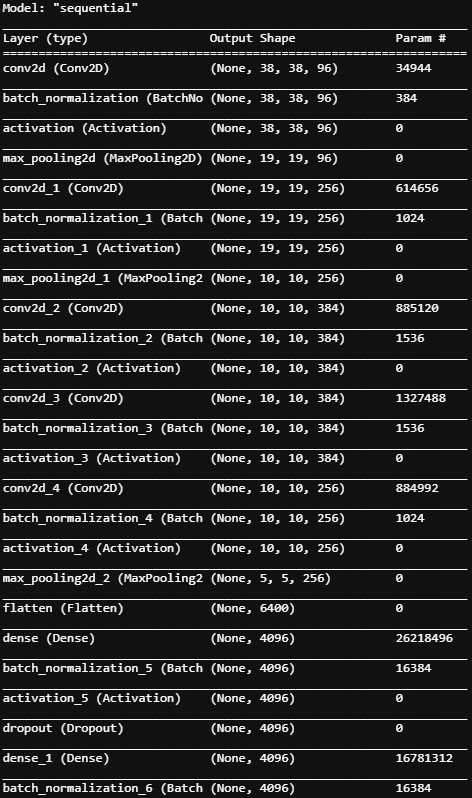 Model: "sequential"
Layer (type) Output Shape Param #
conv2d (Conv2D) (None, 38, 38, 96) 34944
batch_normalization (BatchNo (None, 38, 38, 96) 384
activation (Activation) (None, 38, 38, 96) 0
max_pooling2d (MaxPooling2D) (None, 19, 19, 96) 0
conv2d_1 (Conv2D) (None, 19, 19, 256) 614656
batch_normalization_1 (Batch (None, 19, 19, 256) 1024
activation_1 (Activation) (None, 19, 19, 256) 0
max_pooling2d_1 (MaxPooling2 (None, 10, 10, 256) 0
conv2d_2 (Conv2D) (None, 10, 10, 384) 885120
batch_normalization_2 (Batch (None, 10, 10, 384) 1536
activation_2 (Activation) (None, 10, 10, 384) 0
conv2d_3 (Conv2D) (None, 10, 10, 384) 1327488
batch_normalization_3 (Batch (None, 10, 10, 384) 1536
activation_3 (Activation) (None, 10, 10, 384) 0
conv2d_4 (Conv2D) (None, 10, 10, 256) 884992
batch_normalization_4 (Batch (None, 10, 10, 256) 1024
activation_4 (Activation) (None, 10, 10, 256) 0
max_pooling2d_2 (MaxPooling2 (None, 5, 5, 256) 0
flatten (Flatten) (None, 6400) 0
dense (Dense) (None, 4096) 26218496
batch_normalization_5 (Batch (None, 4096) 16384
activation_5 (Activation) (None, 4096) 0
dropout (Dropout) (None, 4096) 0
dense_1 (Dense) (None, 4096) 16781312
batch_normalization_6 (Batch (None, 4096) 16384